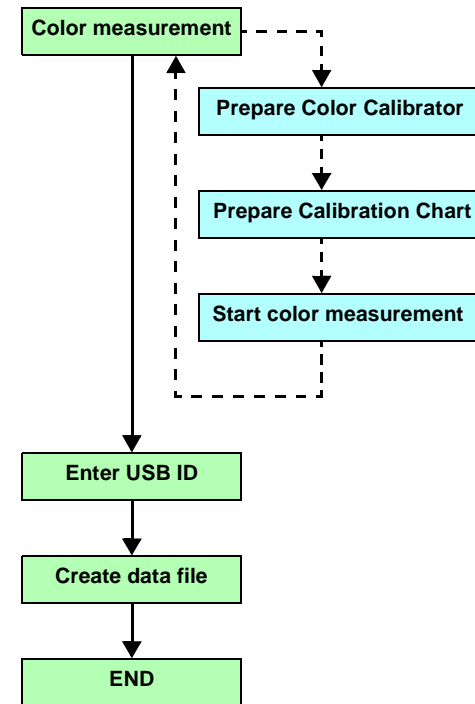 Color measurement
Prepare Color Calibrator
Prepare Calibration Chart
Start color measurement
Enter USB ID
Create data file
END